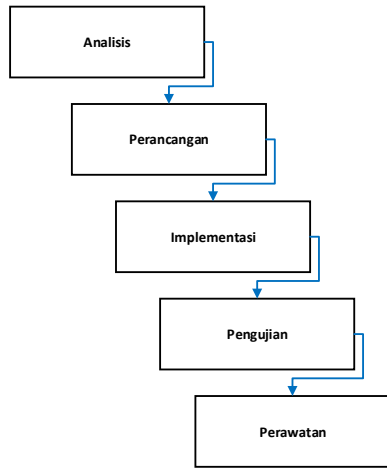 Analisis
Perancangan
Implementasi
Pengujian
Perawatan